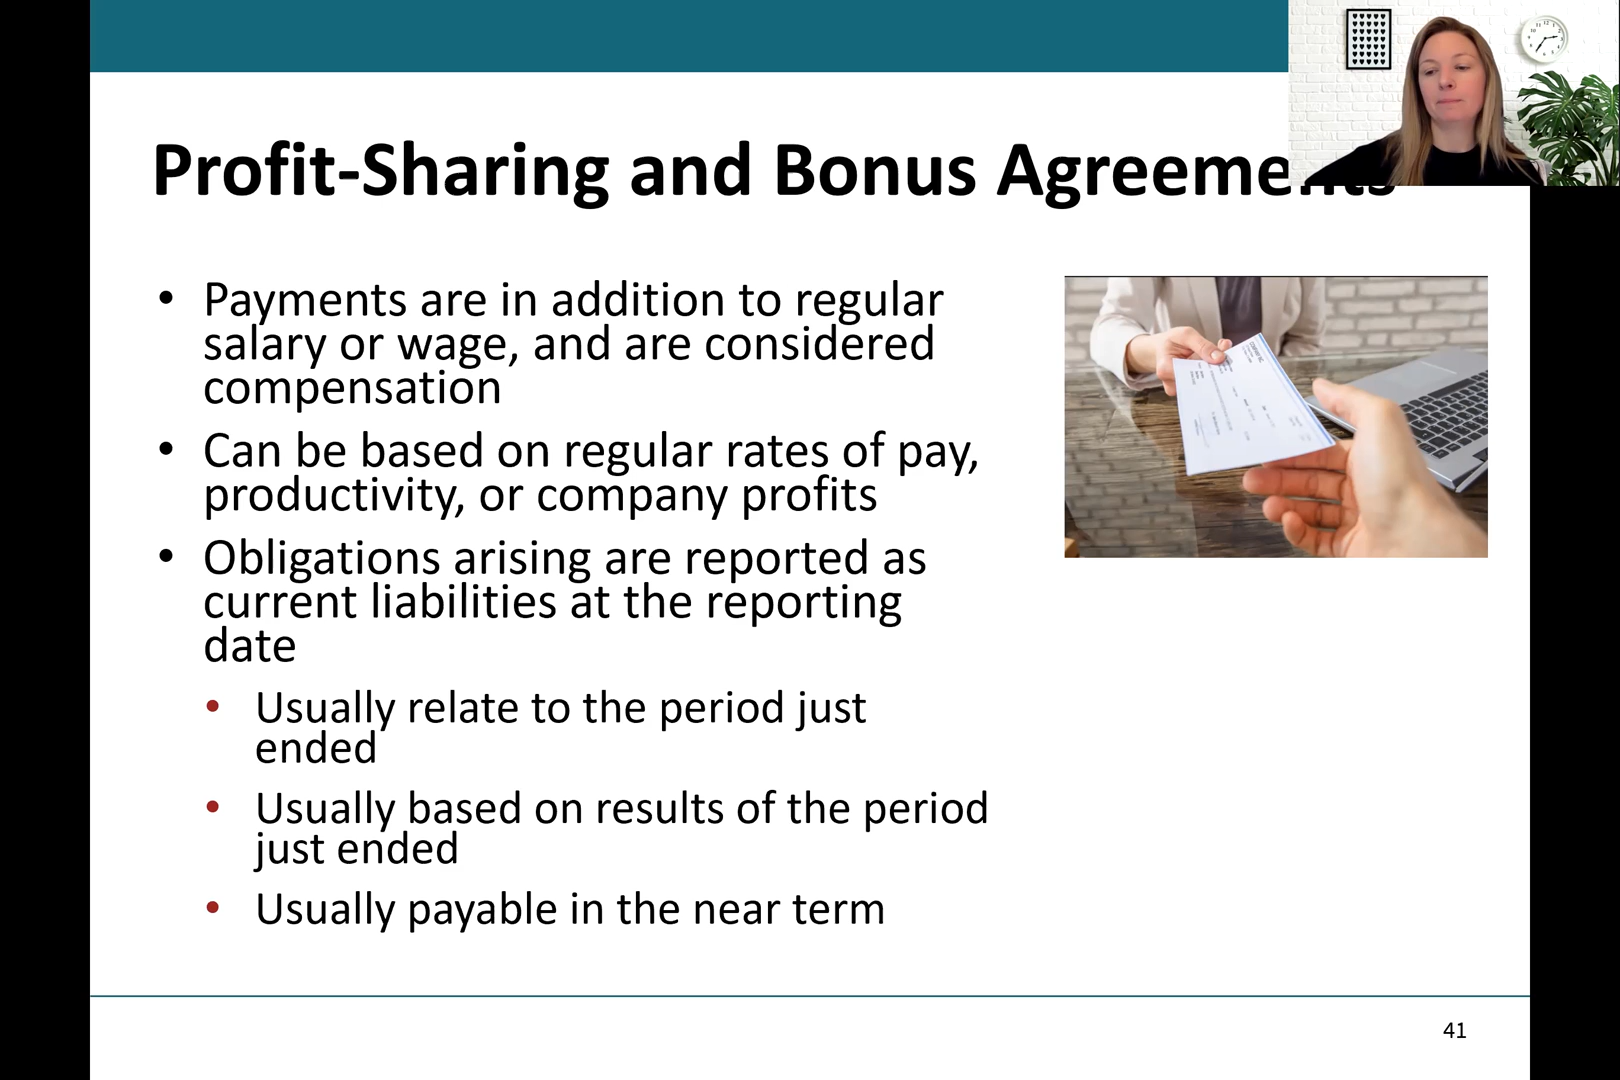 Profit-Sharing and Bonus Agreements
• Payments are in addition to regular
salary or wage, and are considered
compensation
• Can be based on regular rates of pay,
productivity, or company profits
• Obligations arising are reported as
current liabilities at the reporting
date
• Usually relate to the period just
ended
• Usually based on results of the period
just ended
• Usually payable in the near term
41